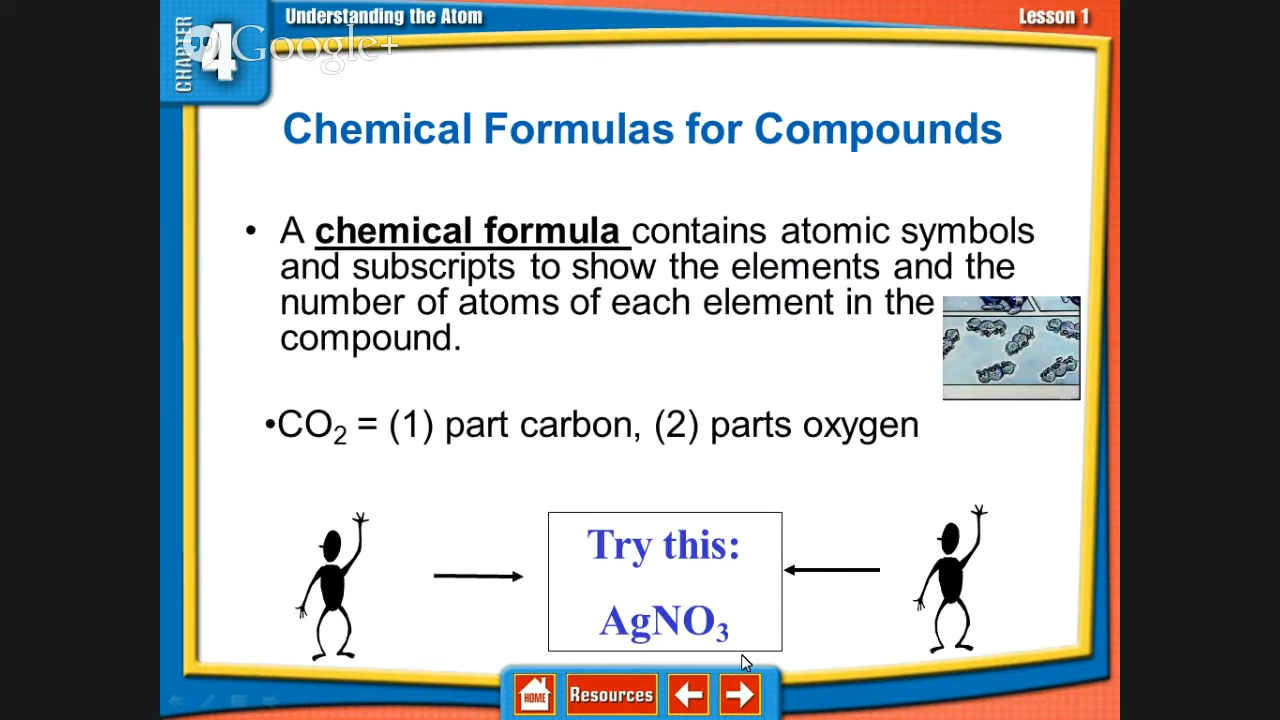 Understanding the Atom
Lesson 1
CHAPTER 4
Google+
Chemical Formulas for Compounds
• A chemical formula contains atomic symbols
and subscripts to show the elements and the
number of atoms of each element in the
compound.
•CO₂ = (1) part carbon, (2) parts oxygen
Try this:
AgNO₃
HOME
Resources